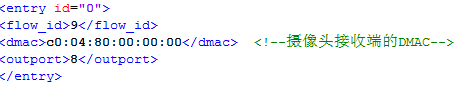 <entry id="0">
<flow_id>9</flow_id>
<dmac>c0:04:80:00:00:00</dmac>  <!--摄像头接收端的DMAC-->
<outport>8</outport>
</entry>